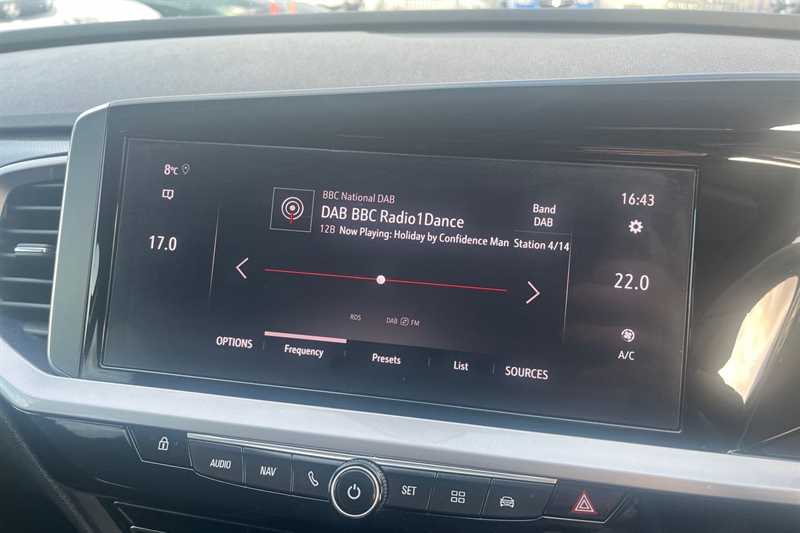 8°C
17.0
BBC National DAB
DAB BBC Radio1Dance
12B Now Playing: Holiday by Confidence Man
Band
DAB
Station 4/14
16:43
22.0
A/C
RDS
DAB FM
OPTIONS
Frequency
Presets
List
SOURCES
AUDIO
NAV
SET